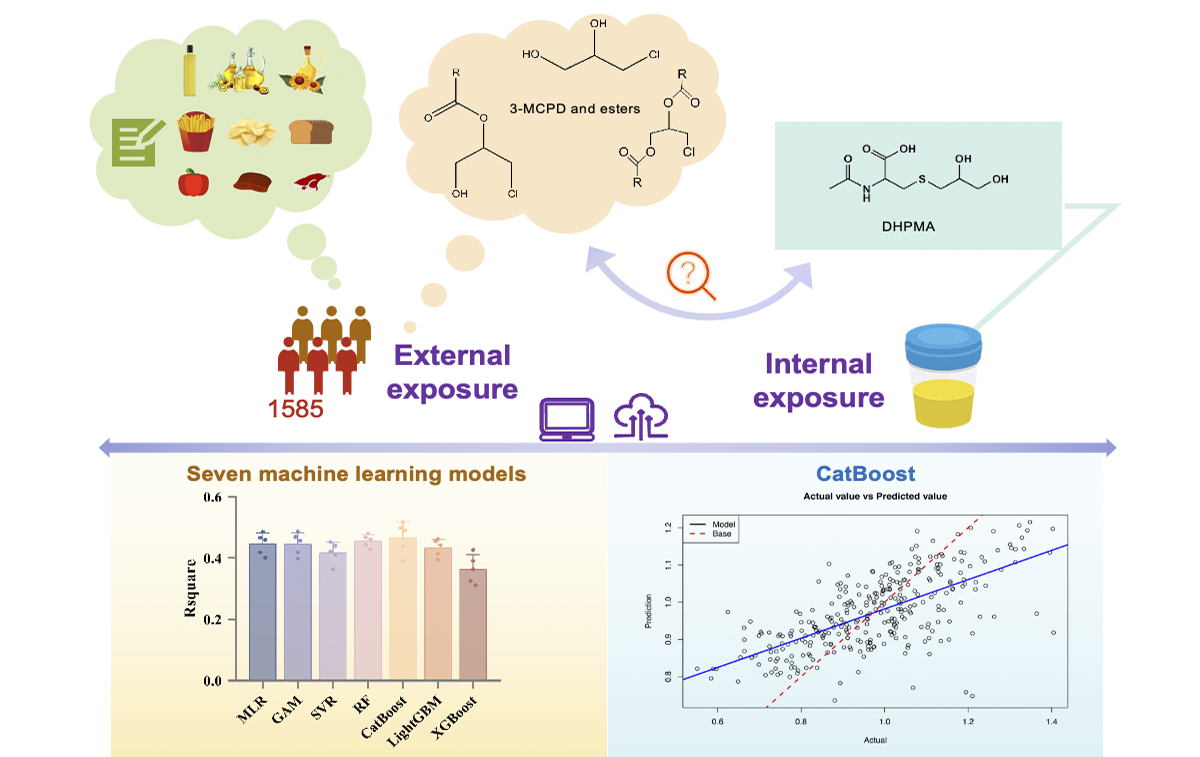 OH
HO
Cl
3-MCPD and esters
R
O
O
OH
Cl
R
O
O
O
O
Cl
R
O
OH
O
N
H
S
OH
OH
DHPMA
?
1585
External
exposure
Internal
exposure
Seven machine learning models
Rsquare
0.6
0.4
0.2
0.0
MLR
GAM
SVR
RF
CatBoost
LightGBM
XGBoost
CatBoost
Actual value vs Predicted value
Model
Base
Prediction
1.2
1.1
1.0
0.9
0.8
0.6
0.8
1.0
1.2
1.4
Actual